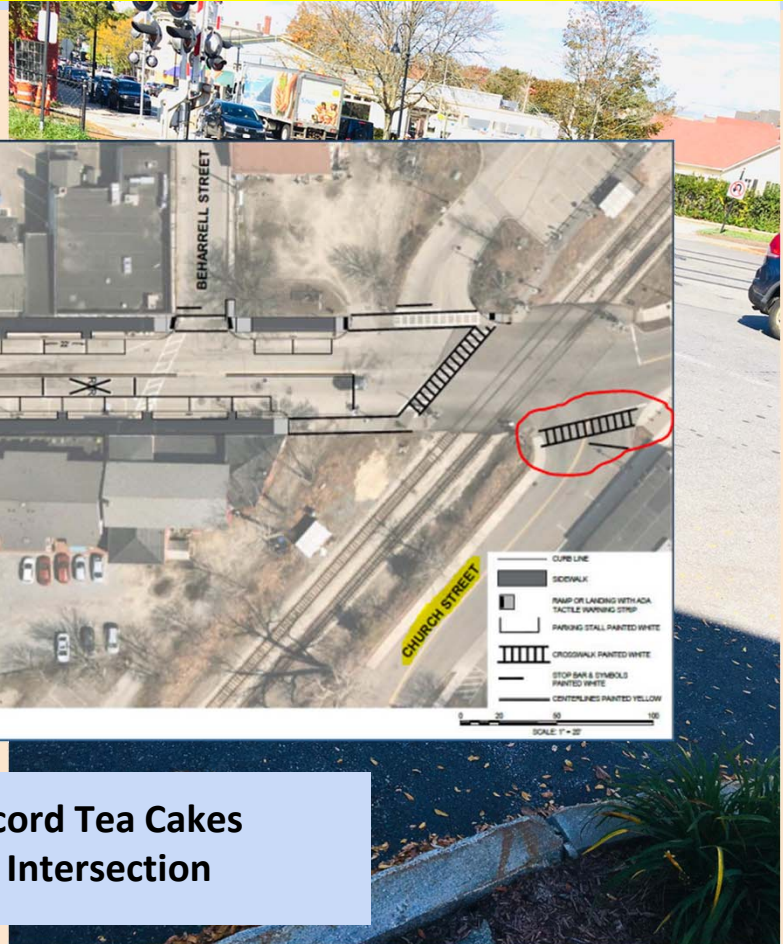 BEHARRELL STREET
22'
CHURCH STREET
CURB LINE
SIDEWALK
RAMP OR LANDING WITH ADA
TACTILE WARNING STRIP
PARKING STALL PAINTED WHITE
CROSSWALK PAINTED WHITE
STOP BAR & SYMBOLS
PAINTED WHITE
CENTERLINES PAINTED YELLOW
0 20 50 100
SCALE: 1" = 20'
cord Tea Cakes
Intersection